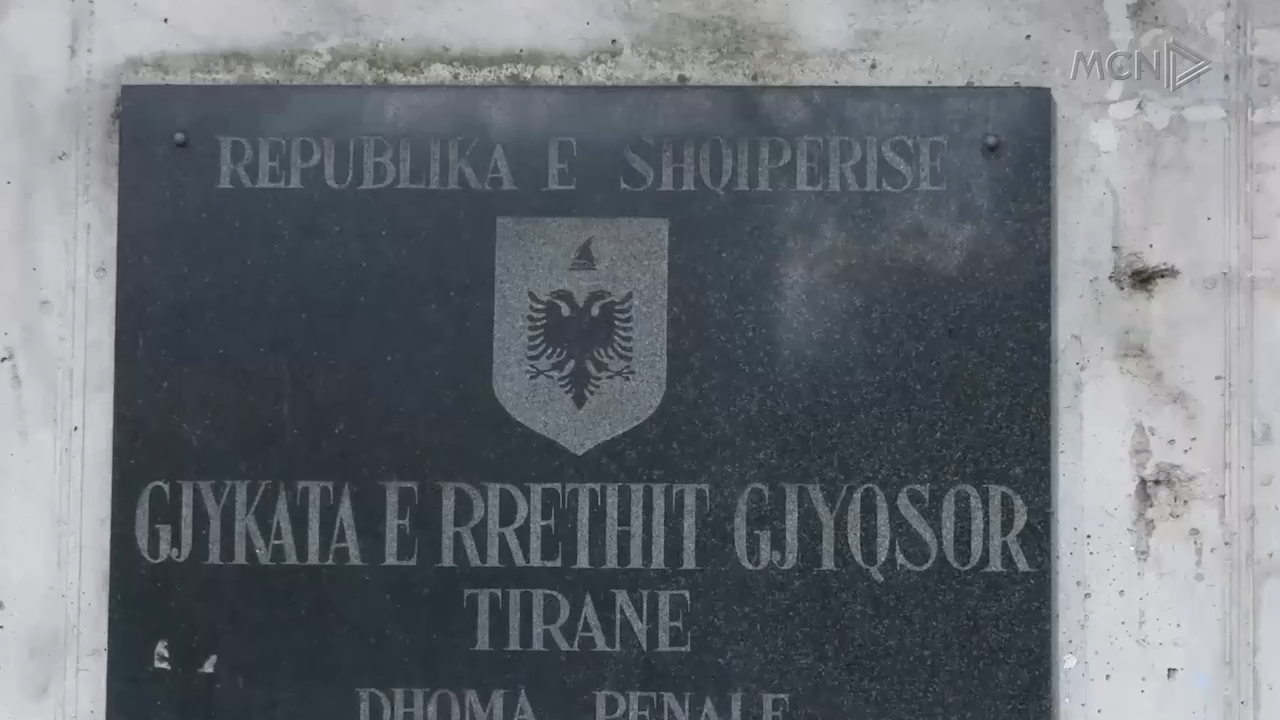 MCN
REPUBLIKA E SHQIPERISE
GJYKATA E RRETHIT GJYQSOR
TIRANE
DHOMA PENALE